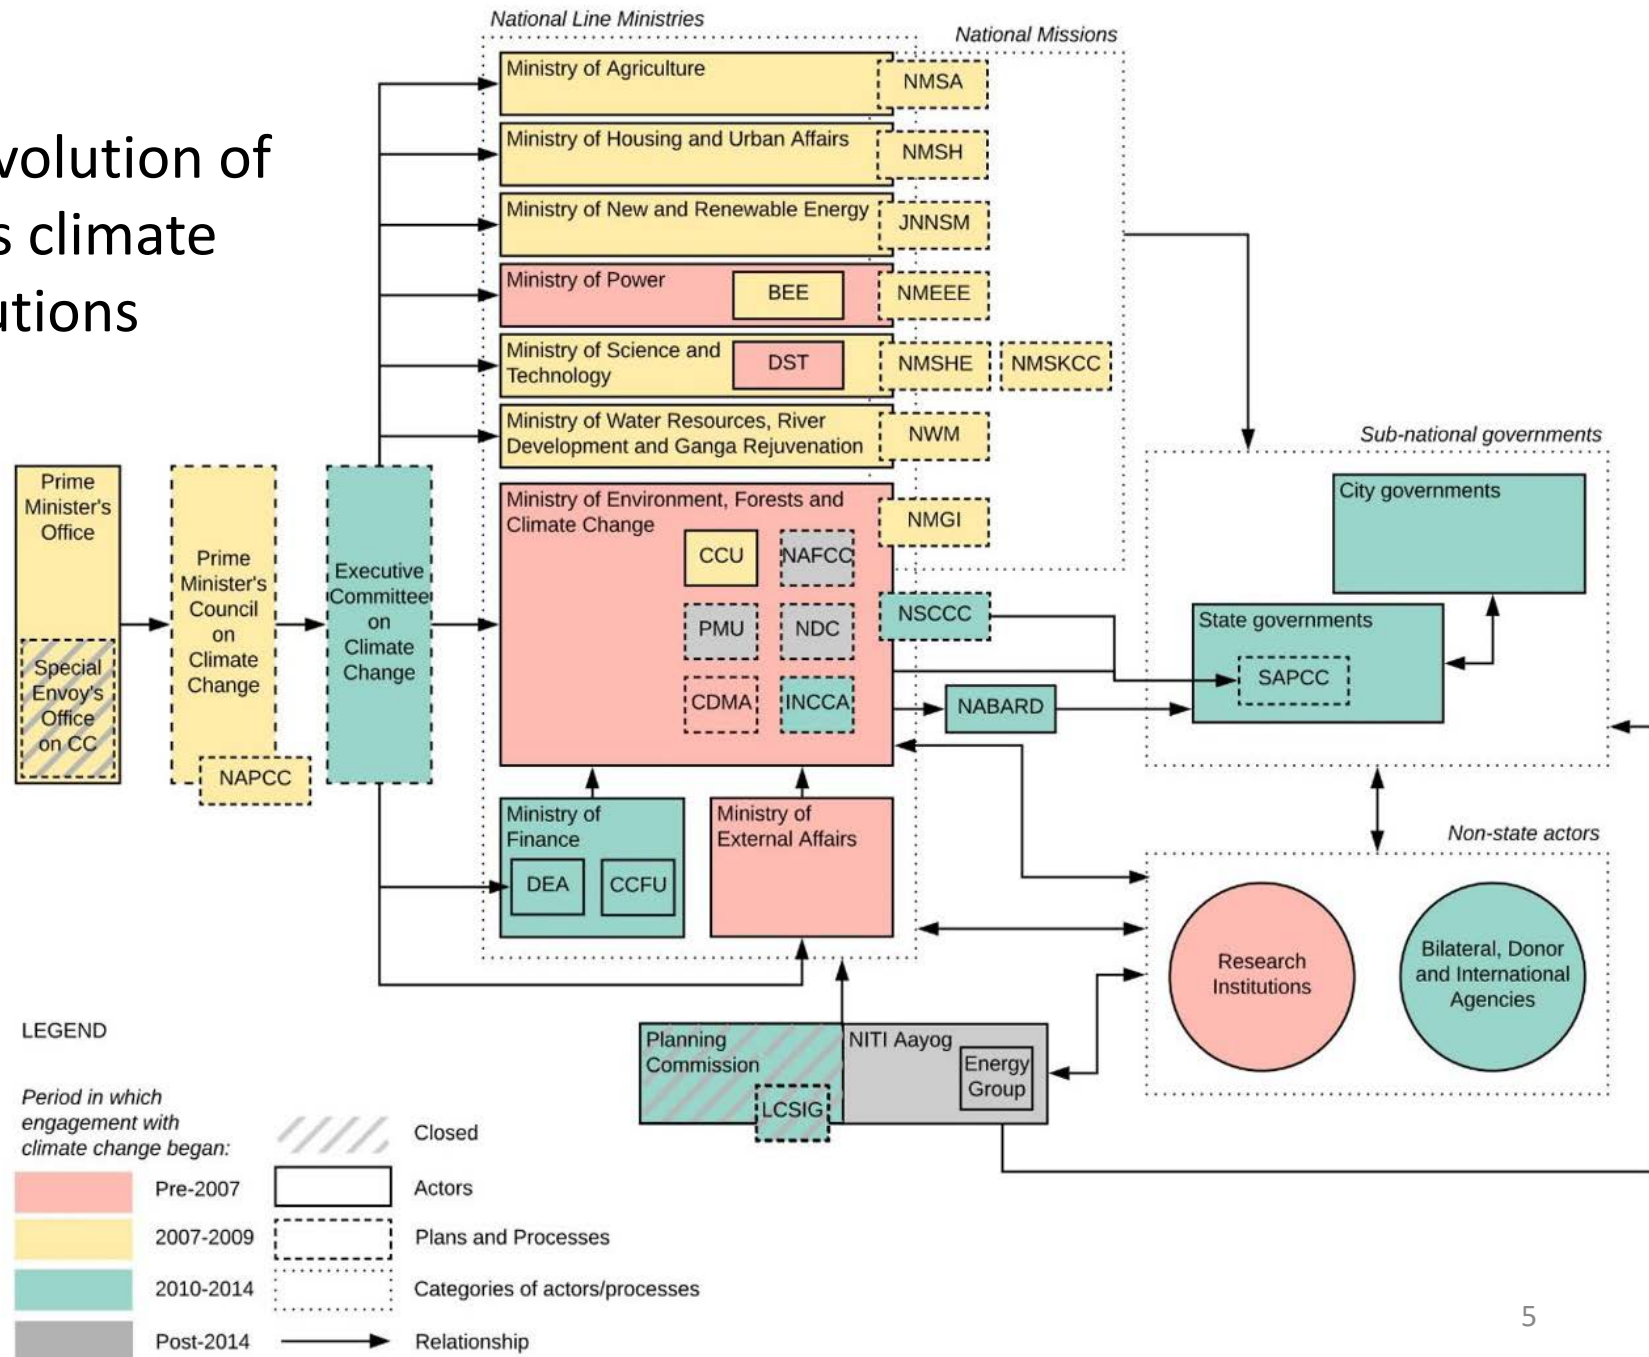 volution of
s climate
utions
National Line Ministries
National Missions
Ministry of Agriculture
NMSA
Ministry of Housing and Urban Affairs
NMSH
Ministry of New and Renewable Energy
JNNSM
Ministry of Power
BEE
NMEEE
Ministry of Science and
Technology
DST
NMSHE
NMSKCC
Ministry of Water Resources, River
Development and Ganga Rejuvenation
NWM
Prime
Minister's
Office
Special
Envoy's
Office
on CC
Prime
Minister's
Council
on
Climate
Change
NAPCC
Executive
Committee
on
Climate
Change
Ministry of Environment, Forests and
Climate Change
CCU
NAFCC
PMU
NDC
CDMA
INCCA
NMGI
NSCCC
NABARD
Sub-national governments
City governments
State governments
SAPCC
Ministry of
Finance
DEA
CCFU
Ministry of
External Affairs
Non-state actors
Research
Institutions
Bilateral, Donor
and International
Agencies
Planning
Commission
LCSIG
NITI Aayog
Energy
Group
LEGEND
Period in which
engagement with
climate change began:
Pre-2007
2007-2009
2010-2014
Post-2014
Closed
Actors
Plans and Processes
Categories of actors/processes
Relationship
5